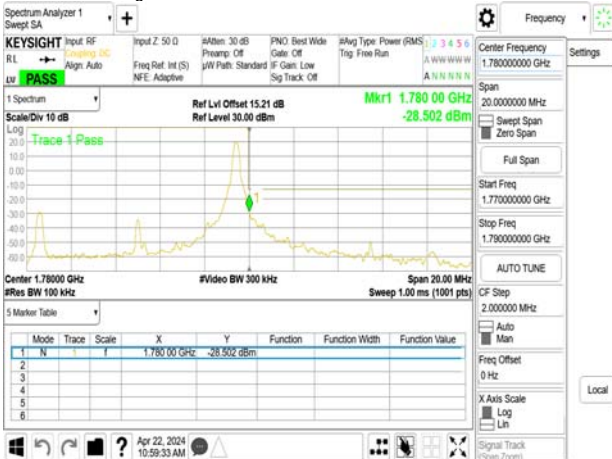 Spectrum Analyzer 1
Swept SA
+
Frequency
KEYSIGHT
RL
PASS
Input: RF
Coupling: DC
Align: Auto
Input Z: 50 Ω
Freq Ref: Int (S)
NFE: Adaptive
#Atten: 30 dB
Preamp: Off
µW Path: Standard
PNO: Best Wide
Gate: Off
IF Gain: Low
Sig Track: Off
#Avg Type: Power (RMS
Trig: Free Run
1 2 3 4 5 6
A W W W W W
A N N N N N
1 Spectrum
Scale/Div 10 dB
Ref Lvl Offset 15.21 dB
Ref Level 30.00 dBm
Mkr1 1.780 00 GHz
-28.502 dBm
Log
Trace 1 Pass
20.0
10.0
0.00
-10.0
-20.0
-30.0
-40.0
-50.0
-60.0
1
Center 1.78000 GHz
#Res BW 100 kHz
#Video BW 300 kHz
Span 20.00 MHz
Sweep 1.00 ms (1001 pts)
5 Marker Table
Mode Trace Scale X Y Function Function Width Function Value
1 N 1 f 1.780 00 GHz -28.502 dBm
2
3
4
5
6
Apr 22, 2024
10:59:33 AM
Center Frequency
1.780000000 GHz
Span
20.0000000 MHz
Swept Span
Zero Span
Full Span
Start Freq
1.770000000 GHz
Stop Freq
1.790000000 GHz
AUTO TUNE
CF Step
2.000000 MHz
Auto
Man
Freq Offset
0 Hz
X Axis Scale
Log
Lin
Signal Track
(Span Zoom)
Settings
Local